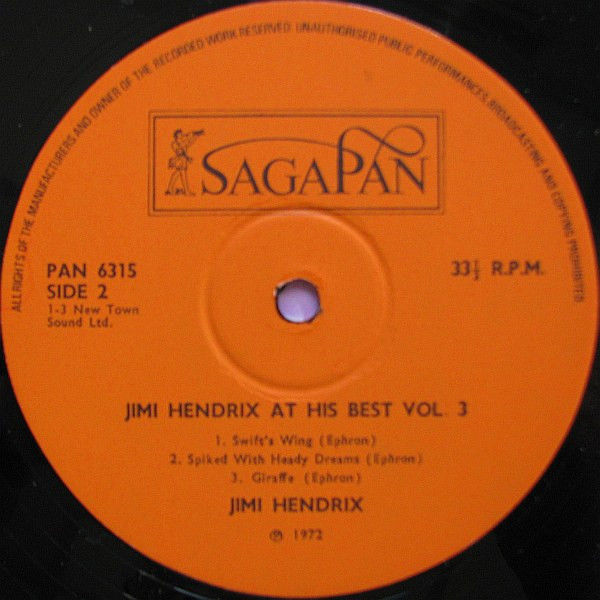 ALL RIGHTS OF THE MANUFACTURERS AND OWNER OF THE RECORDED WORK RESERVED. UNAUTHORISED PUBLIC PERFORMANCES, BROADCASTING AND COPYING PROHIBITED
SAGAPAN
PAN 6315
SIDE 2
1-3 New Town
Sound Ltd.
33⅓ R.P.M.
JIMI HENDRIX AT HIS BEST VOL. 3
1. Swift's Wing (Ephron)
2. Spiked With Heady Dreams (Ephron)
3. Giraffe (Ephron)
JIMI HENDRIX
℗ 1972